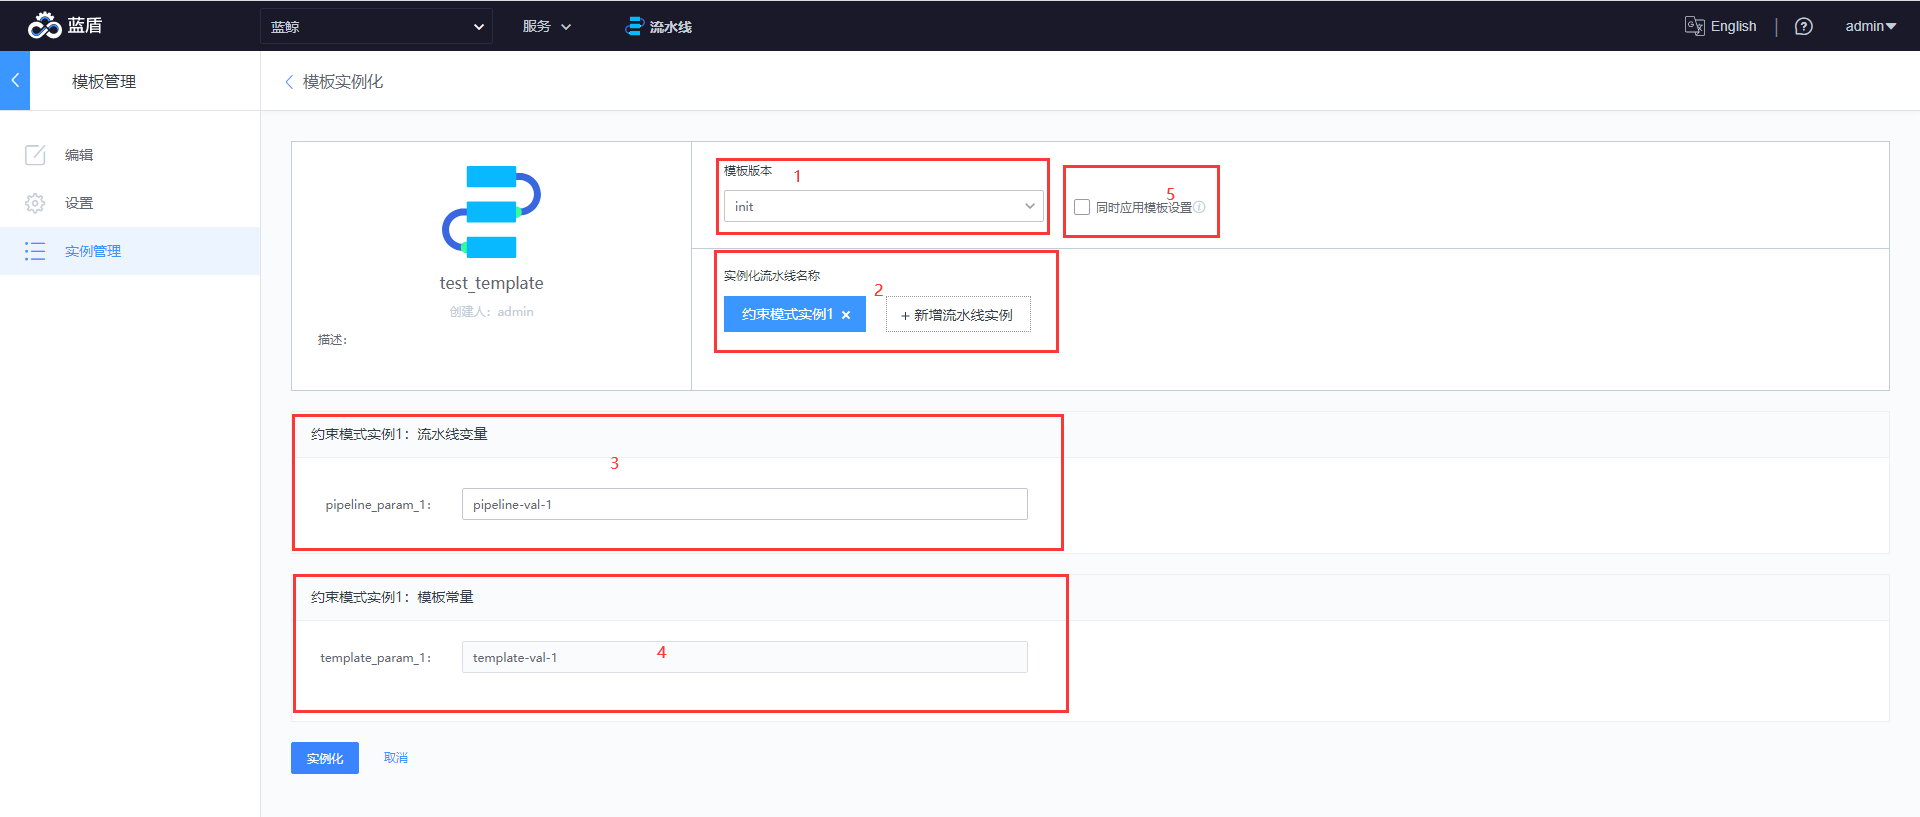 蓝盾
蓝鲸
服务
流水线
English
admin
模板管理
模板实例化
编辑
设置
实例管理
test_template
创建人：admin
描述：
模板版本
1
init
5
同时应用模板设置
实例化流水线名称
2
约束模式实例1 ×
+ 新增流水线实例
约束模式实例1：流水线变量
3
pipeline_param_1：
pipeline-val-1
约束模式实例1：模板常量
template_param_1：
template-val-1
4
实例化
取消